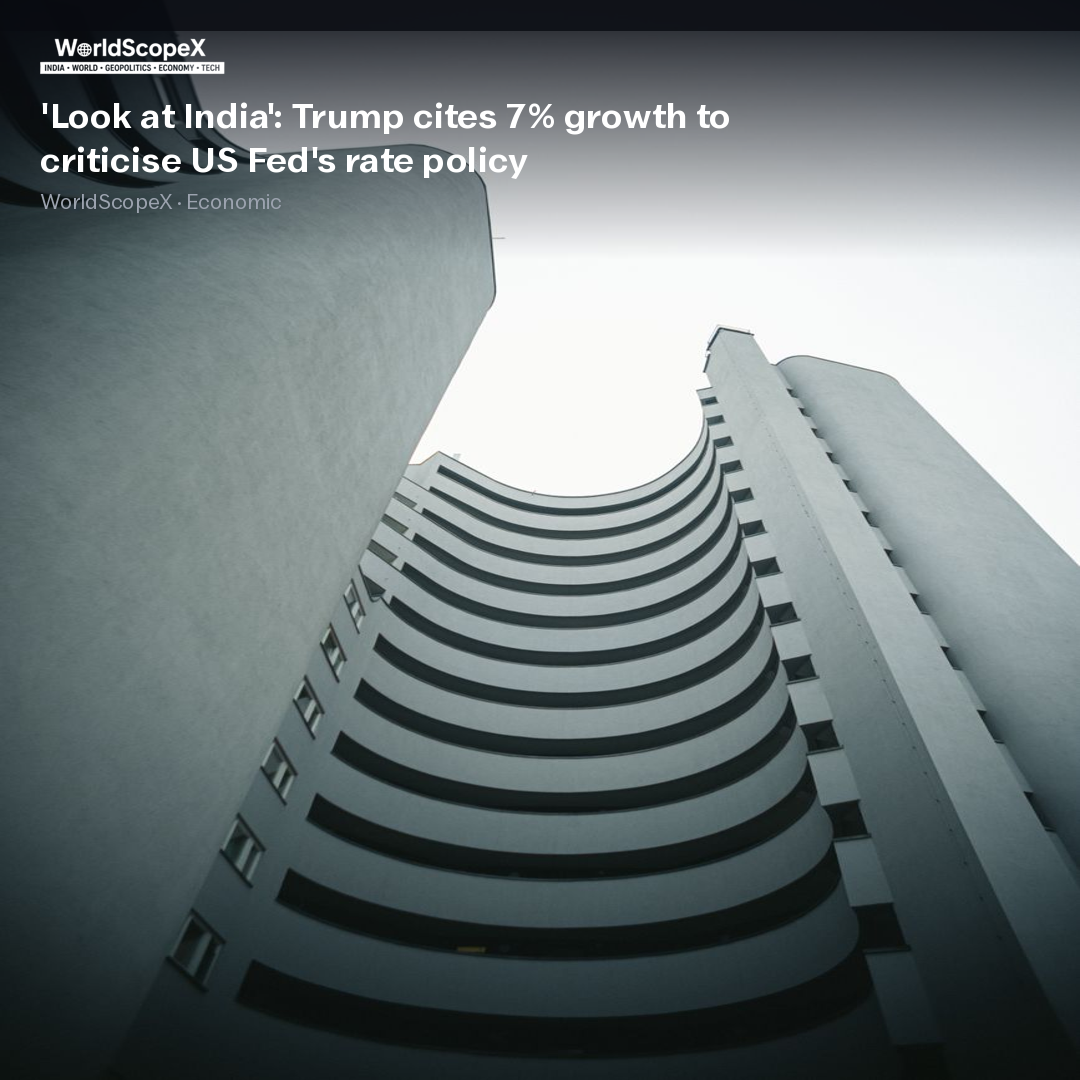 WorldScopeX
INDIA • WORLD • GEOPOLITICS • ECONOMY • TECH
'Look at India': Trump cites 7% growth to
criticise US Fed's rate policy
WorldScopeX · Economic